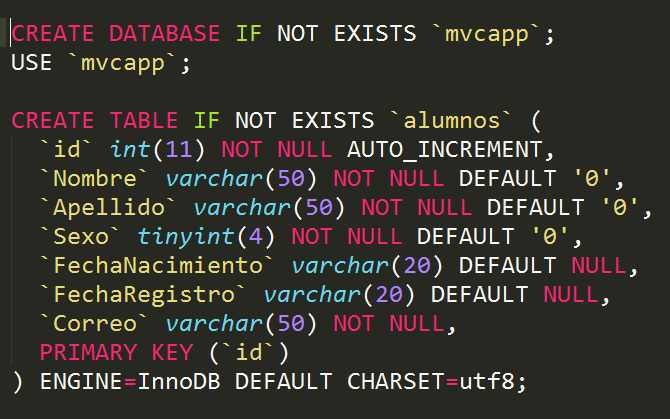 CREATE DATABASE IF NOT EXISTS `mvcapp`;
USE `mvcapp`;
CREATE TABLE IF NOT EXISTS `alumnos` (
`id` int(11) NOT NULL AUTO_INCREMENT,
`Nombre` varchar(50) NOT NULL DEFAULT '0',
`Apellido` varchar(50) NOT NULL DEFAULT '0',
`Sexo` tinyint(4) NOT NULL DEFAULT '0',
`FechaNacimiento` varchar(20) DEFAULT NULL,
`FechaRegistro` varchar(20) DEFAULT NULL,
`Correo` varchar(50) NOT NULL,
PRIMARY KEY (`id`)
) ENGINE=InnoDB DEFAULT CHARSET=utf8;